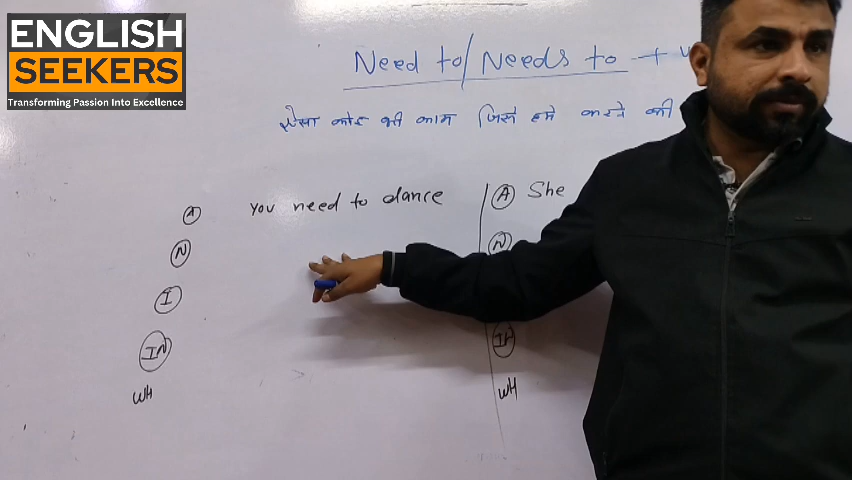 ENGLISH
SEEKERS
Transforming Passion Into Excellence
Need to/Needs to +
ऐसा कोई भी काम जिसे हमे करने की
A You need to dance
N
I
IN
WH
A She
N
IN
WH